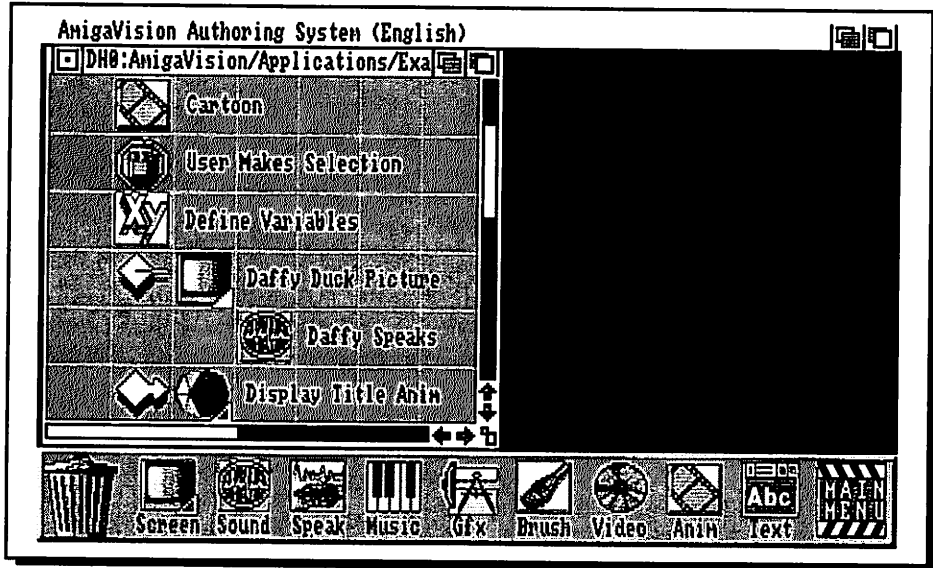 AmigaVision Authoring System (English)
DH0:AmigaVision/Applications/Exa
Cartoon
User Makes Selection
Xy
Define Variables
Daffy Duck Picture
Daffy Speaks
Display Title Anim
Screen Sound Speak Music Gfx Brush Video Anim Text
Abc
MAIN
MENU